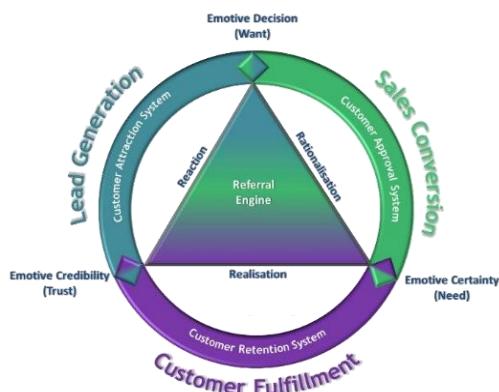 Emotive Decision
(Want)
Lead Generation
Customer Attraction System
Sales Conversion
Customer Approval System
Reaction
Rationalisation
Referral
Engine
Realisation
Emotive Credibility
(Trust)
Emotive Certainty
(Need)
Customer Retention System
Customer Fulfillment